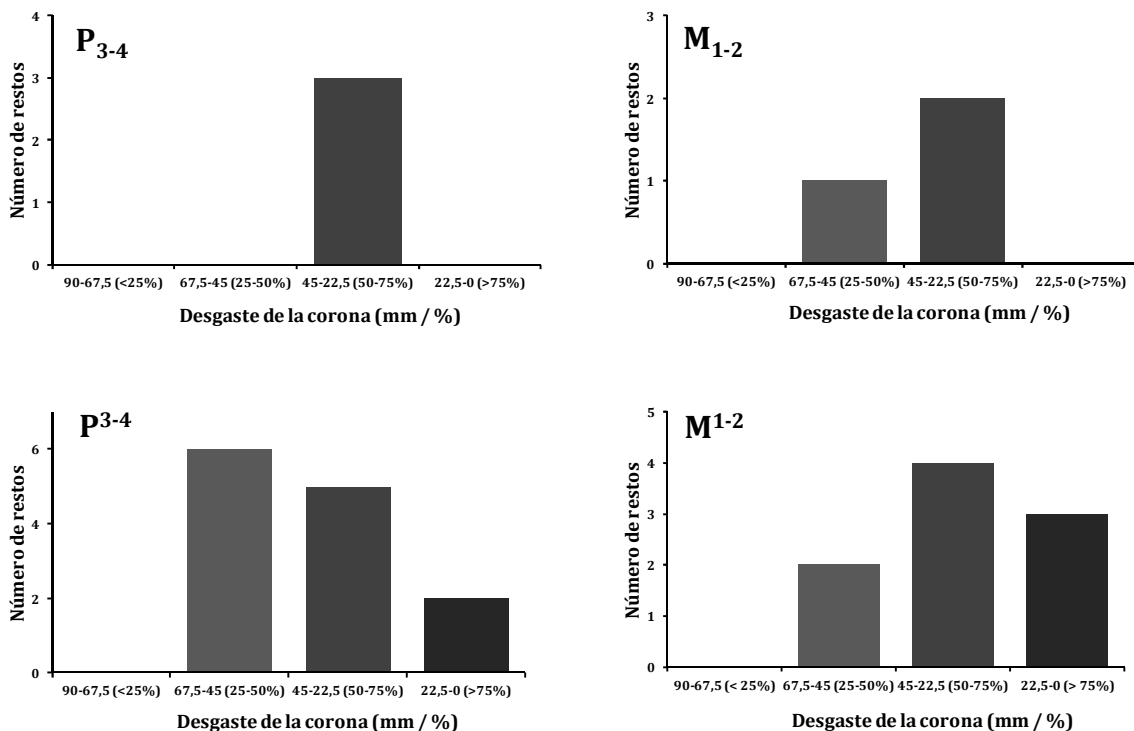 P3-4
Número de restos
4
3
2
1
0
90-67,5 (<25%) 67,5-45 (25-50%) 45-22,5 (50-75%) 22,5-0 (>75%)
Desgaste de la corona (mm / %)
M1-2
Número de restos
3
2
1
0
90-67,5 (<25%) 67,5-45 (25-50%) 45-22,5 (50-75%) 22,5-0 (>75%)
Desgaste de la corona (mm / %)
P3-4
Número de restos
6
4
2
0
90-67,5 (<25%) 67,5-45 (25-50%) 45-22,5 (50-75%) 22,5-0 (>75%)
Desgaste de la corona (mm / %)
M1-2
Número de restos
5
4
3
2
1
0
90-67,5 (< 25%) 67,5-45 (25-50%) 45-22,5 (50-75%) 22,5-0 (> 75%)
Desgaste de la corona (mm / %)